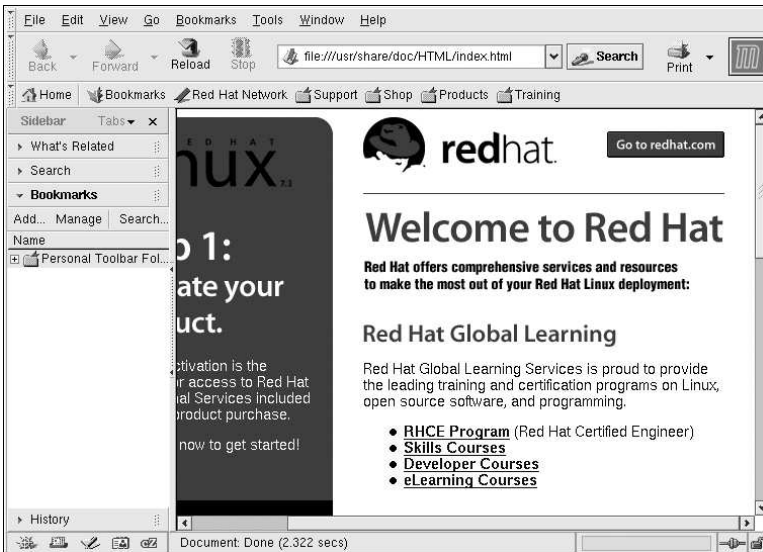 File Edit View Go Bookmarks Tools Window Help
Back Forward Reload Stop file:///usr/share/doc/HTML/index.html Search Print
Home Bookmarks Red Hat Network Support Shop Products Training
Sidebar Tabs
What's Related
Search
Bookmarks
Add... Manage Search...
Name
Personal Toolbar Fol...
History
E D H A T
nux 7.1
p 1:
ate your
uct.
ctivation is the
or access to Red Hat
nal Services included
product purchase.
now to get started!
redhat.
Go to redhat.com
Welcome to Red Hat
Red Hat offers comprehensive services and resources
to make the most out of your Red Hat Linux deployment:
Red Hat Global Learning
Red Hat Global Learning Services is proud to provide
the leading training and certification programs on Linux,
open source software, and programming.
RHCE Program (Red Hat Certified Engineer)
Skills Courses
Developer Courses
eLearning Courses
Document: Done (2.322 secs)